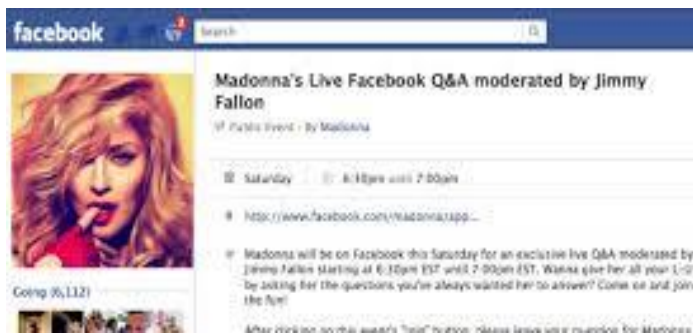 facebook
2
Search
Madonna's Live Facebook Q&A moderated by Jimmy
Fallon
Public Event · By Madonna
Saturday
6:30pm until 7:00pm
http://www.facebook.com/madonna/app...
Madonna will be on Facebook this Saturday for an exclusive live Q&A moderated by
Jimmy Fallon starting at 6:30pm EST until 7:00pm EST. Wanna give her all your
by asking her the questions you've always wanted her to answer? Come on and join
the fun!
Going (6,112)
After clicking on this event's "Join" button, please leave your question for Madonna